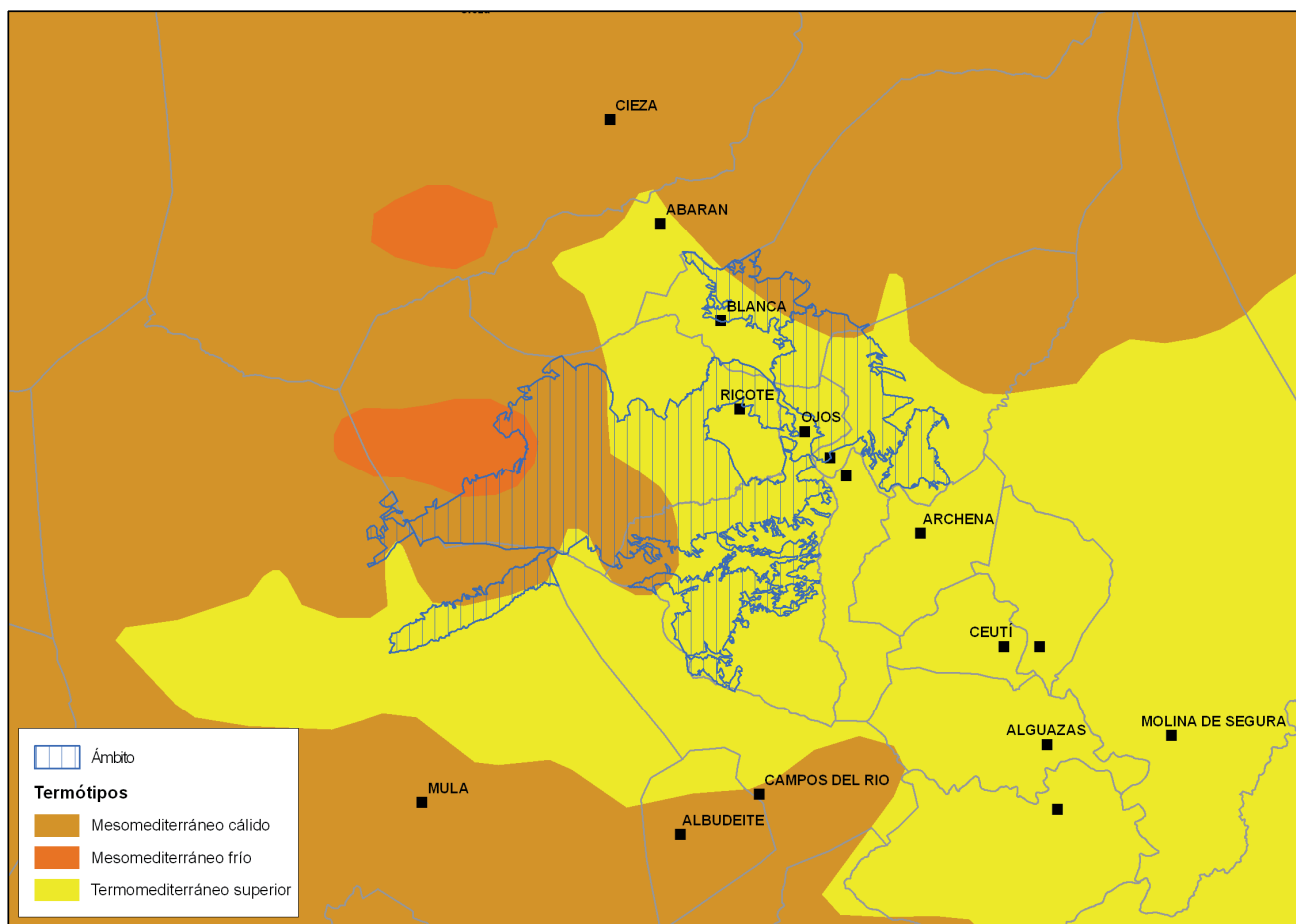 CIEZA
ABARAN
BLANCA
RICOTE
OJOS
ARCHENA
CEUTÍ
MOLINA DE SEGURA
ALGUAZAS
CAMPOS DEL RIO
MULA
ALBUDEITE
Ámbito
Termótipos
Mesomediterráneo cálido
Mesomediterráneo frío
Termomediterráneo superior